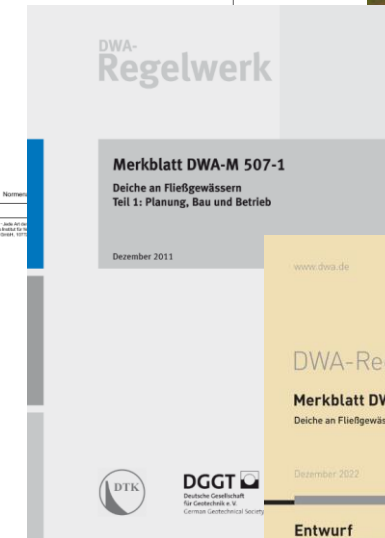 DWA-
Regelwerk
Merkblatt DWA-M 507-1
Deiche an Fließgewässern
Teil 1: Planung, Bau und Betrieb
Dezember 2011
DTK
DGGT
Deutsche Gesellschaft
für Geotechnik e. V.
German Geotechnical Society
www.dwa.de
DWA-Re
Merkblatt DW
Deiche an Fließgewäs
Dezember 2022
Entwurf